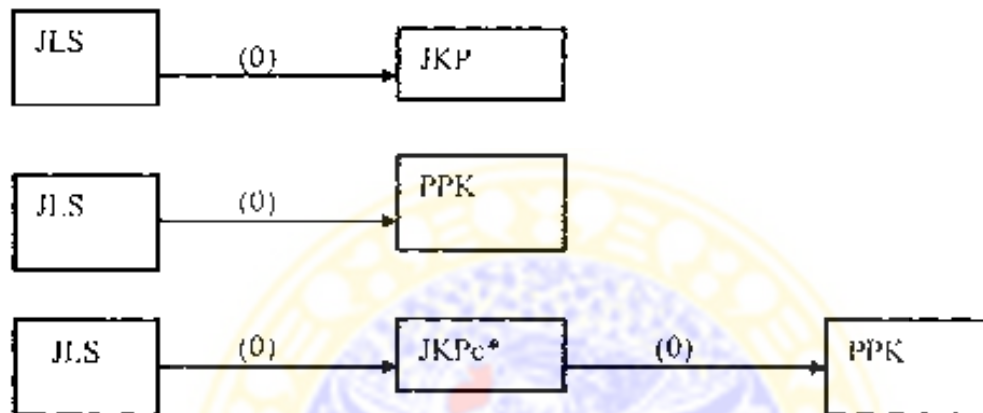 JLS (0) JKP
JLS (0) PPK
JLS (0) JKPc* (0) PPK